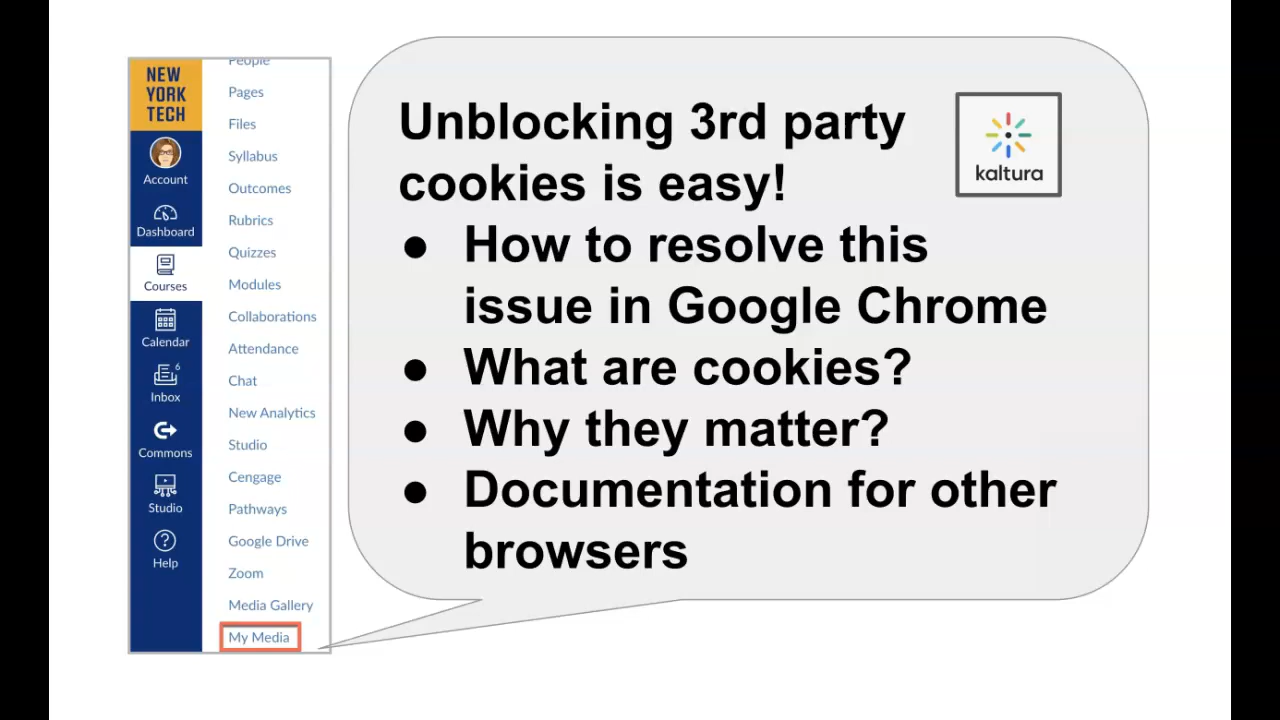 NEW
YORK
TECH
Account
Dashboard
Courses
Calendar
6
Inbox
Commons
Studio
Help
People
Pages
Files
Syllabus
Outcomes
Rubrics
Quizzes
Modules
Collaborations
Attendance
Chat
New Analytics
Studio
Cengage
Pathways
Google Drive
Zoom
Media Gallery
My Media
Unblocking 3rd party
cookies is easy!
● How to resolve this
issue in Google Chrome
● What are cookies?
● Why they matter?
● Documentation for other
browsers
kaltura